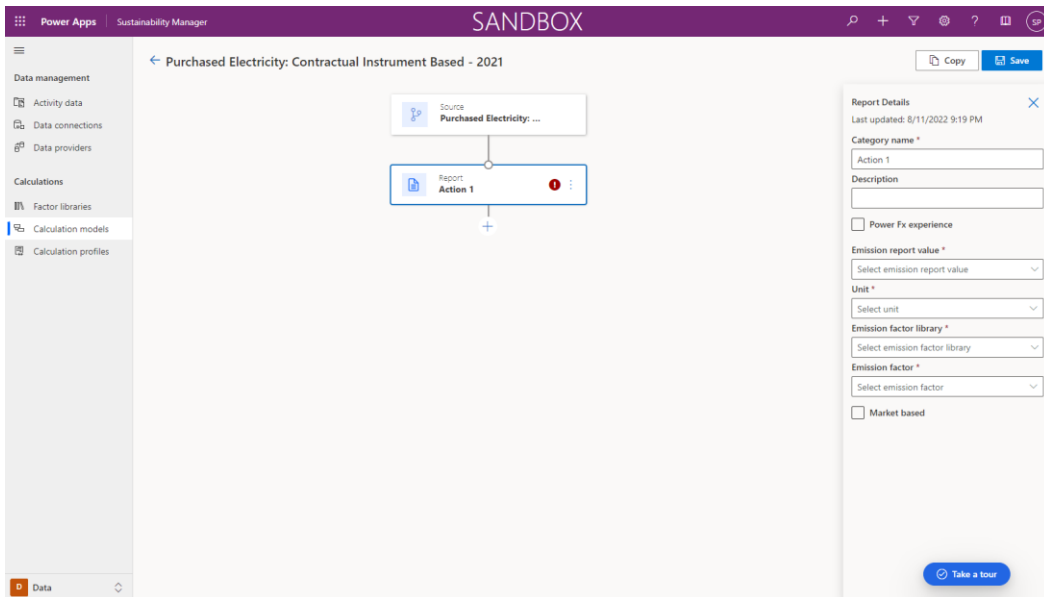 Power Apps Sustainability Manager SANDBOX SP
Data management
Activity data
Data connections
Data providers
Calculations
Factor libraries
Calculation models
Calculation profiles
D Data
Purchased Electricity: Contractual Instrument Based - 2021
Copy Save
Source
Purchased Electricity: ...
Report
Action 1
Report Details
Last updated: 8/11/2022 9:19 PM
Category name *
Action 1
Description
Power Fx experience
Emission report value *
Select emission report value
Unit *
Select unit
Emission factor library *
Select emission factor library
Emission factor *
Select emission factor
Market based
Take a tour